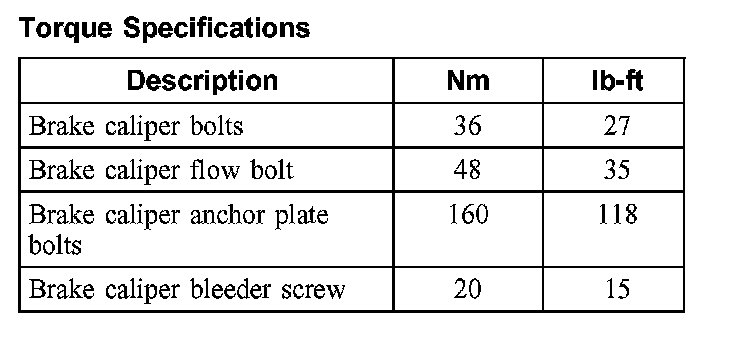 Torque Specifications
Description Nm lb-ft
Brake caliper bolts 36 27
Brake caliper flow bolt 48 35
Brake caliper anchor plate 160 118
bolts
Brake caliper bleeder screw 20 15